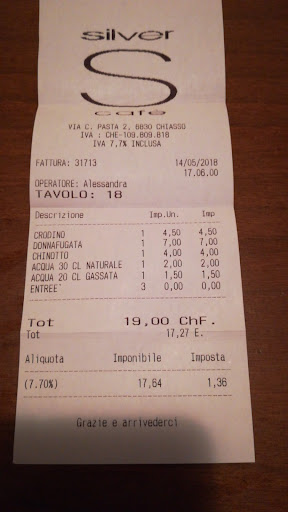 silver
S
café
VIA C. PASTA 2, 6830 CHIASSO
IVA : CHE-109.809.818
IVA 7,7% INCLUSA
FATTURA: 31713 14/05/2018
17.06.00
OPERATORE: Alessandra
TAVOLO: 18
Descrizione Imp.Un. Imp
CRODINO 1 4,50 4,50
DONNAFUGATA 1 7,00 7,00
CHINOTTO 1 4,00 4,00
ACQUA 30 CL NATURALE 1 2,00 2,00
ACQUA 20 CL GASSATA 1 1,50 1,50
ENTREE` 3 0,00 0,00
Tot 19,00 ChF.
Tot 17,27 E.
Aliquota Imponibile Imposta
(7.70%) 17,64 1,36
Grazie e arrivederci